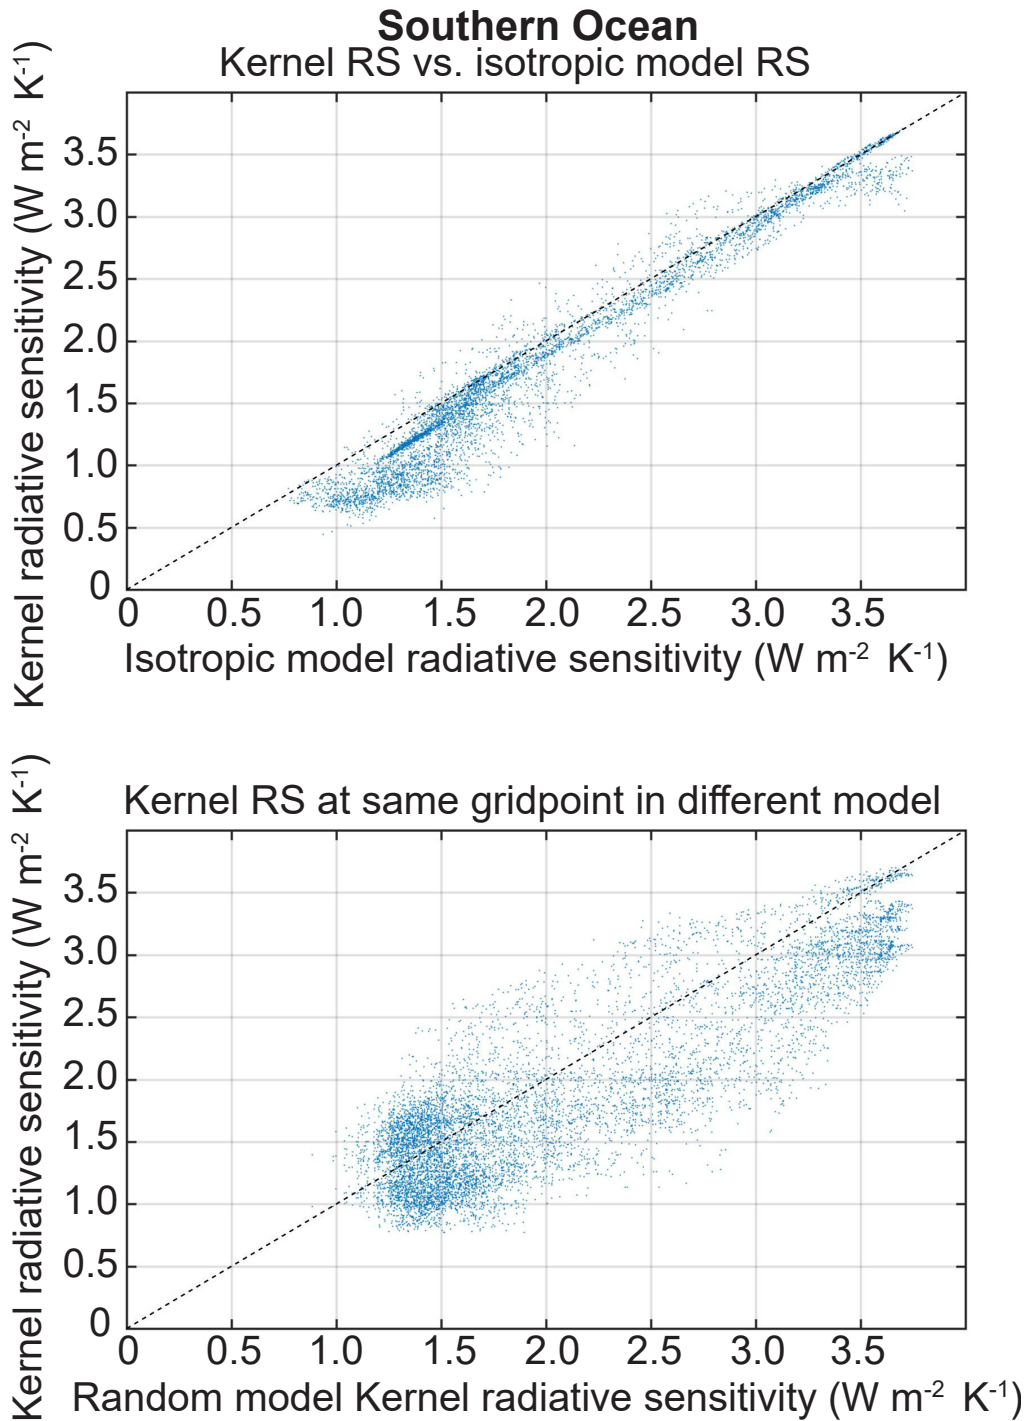 Southern Ocean
Kernel RS vs. isotropic model RS
Kernel radiative sensitivity (W m-2 K-1)
3.5
3.0
2.5
2.0
1.5
1.0
0.5
0
0 0.5 1.0 1.5 2.0 2.5 3.0 3.5
Isotropic model radiative sensitivity (W m-2 K-1)
Kernel RS at same gridpoint in different model
Kernel radiative sensitivity (W m-2 K-1)
3.5
3.0
2.5
2.0
1.5
1.0
0.5
0
0 0.5 1.0 1.5 2.0 2.5 3.0 3.5
Random model Kernel radiative sensitivity (W m-2 K-1)